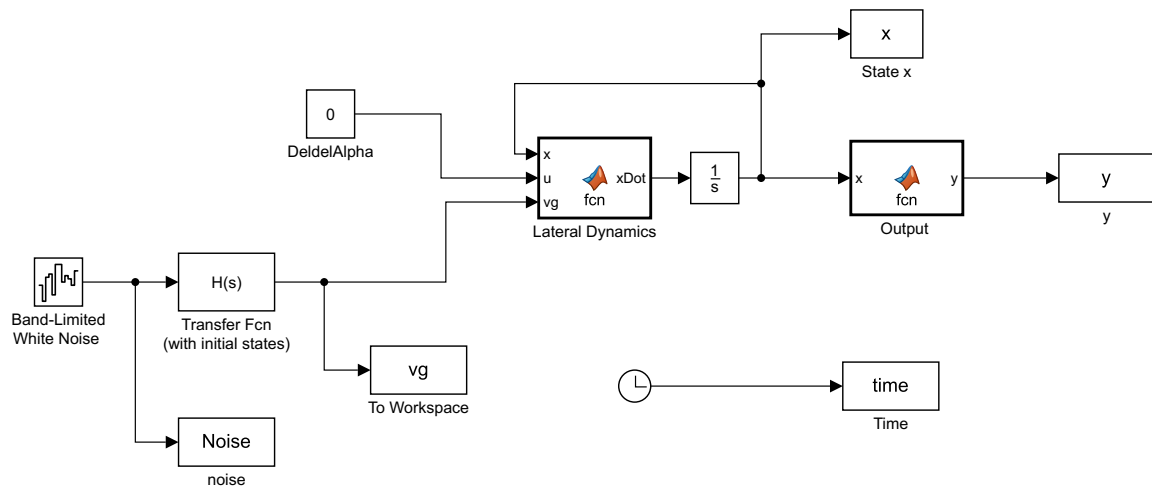 x
State x
0
DeldelAlpha
x
u
vg
xDot
fcn
Lateral Dynamics
1
s
x
y
fcn
Output
y
y
H(s)
Band-Limited
White Noise
Transfer Fcn
(with initial states)
vg
To Workspace
time
Time
Noise
noise